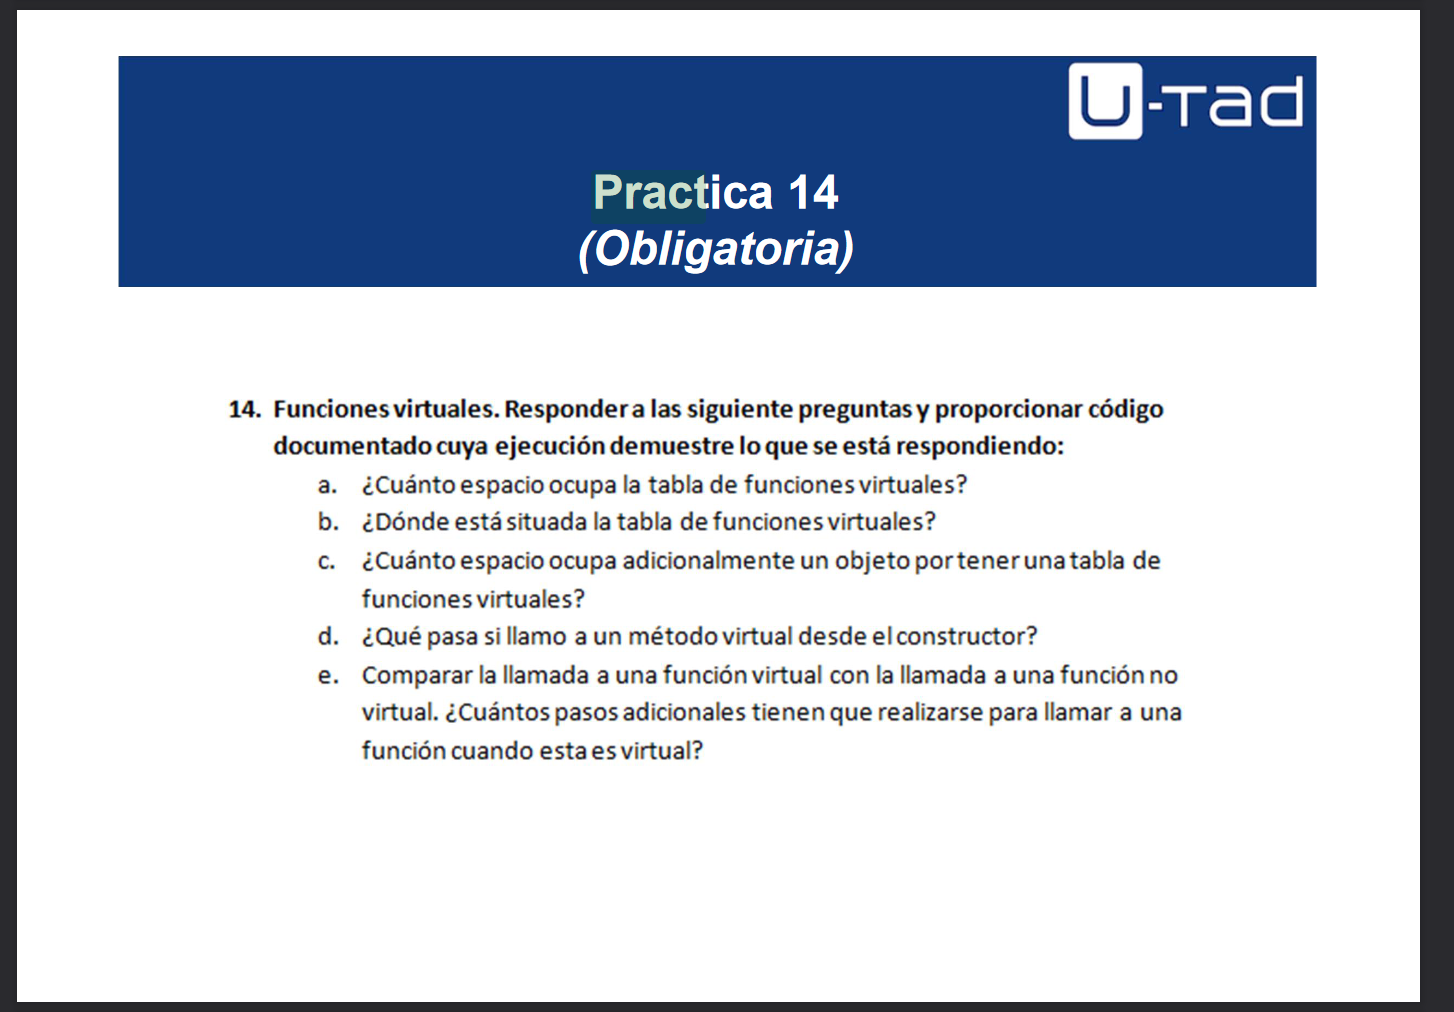 U-Tad
Practica 14
(Obligatoria)
14. Funciones virtuales. Responder a las siguiente preguntas y proporcionar código
documentado cuya ejecución demuestre lo que se está respondiendo:
a. ¿Cuánto espacio ocupa la tabla de funciones virtuales?
b. ¿Dónde está situada la tabla de funciones virtuales?
c. ¿Cuánto espacio ocupa adicionalmente un objeto por tener una tabla de
funciones virtuales?
d. ¿Qué pasa si llamo a un método virtual desde el constructor?
e. Comparar la llamada a una función virtual con la llamada a una función no
virtual. ¿Cuántos pasos adicionales tienen que realizarse para llamar a una
función cuando esta es virtual?